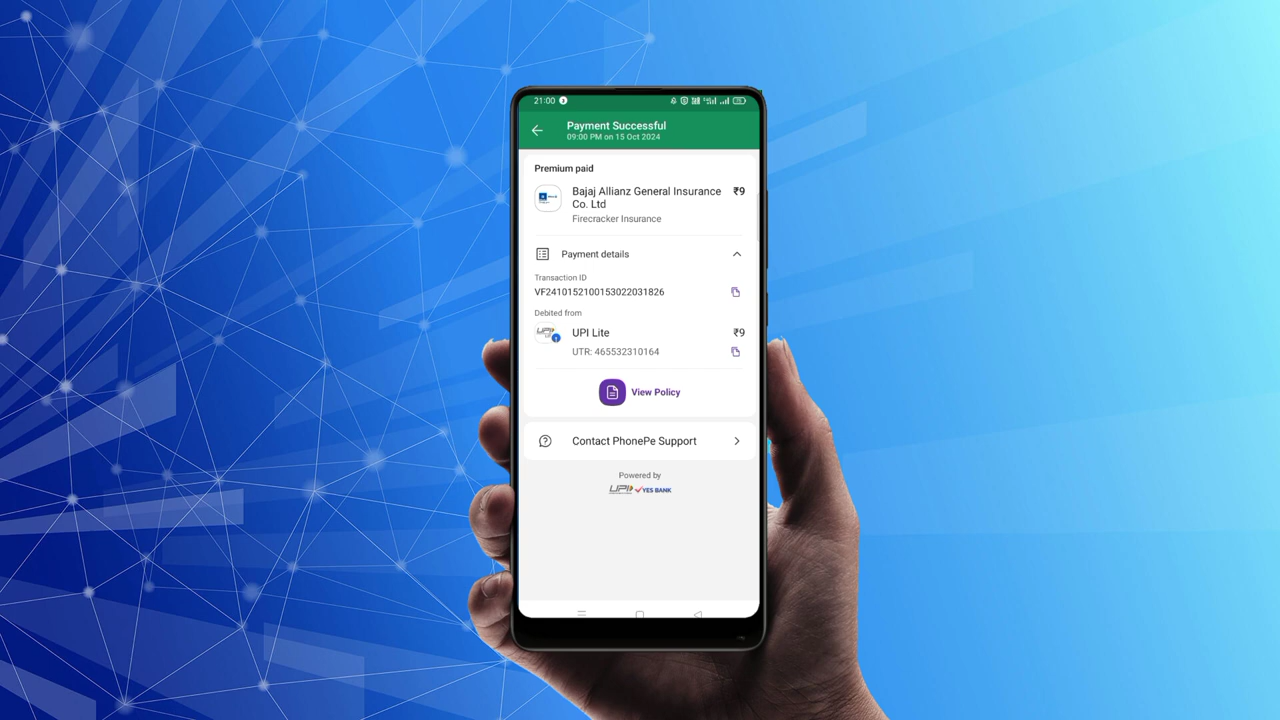 21:00
Payment Successful
09:00 PM on 15 Oct 2024
Premium paid
Bajaj Allianz General Insurance ₹9
Co. Ltd
Firecracker Insurance
Payment details
Transaction ID
VF2410152100153022031826
Debited from
UPI
UPI Lite ₹9
UTR: 465532310164
View Policy
Contact PhonePe Support
Powered by
UPI YES BANK